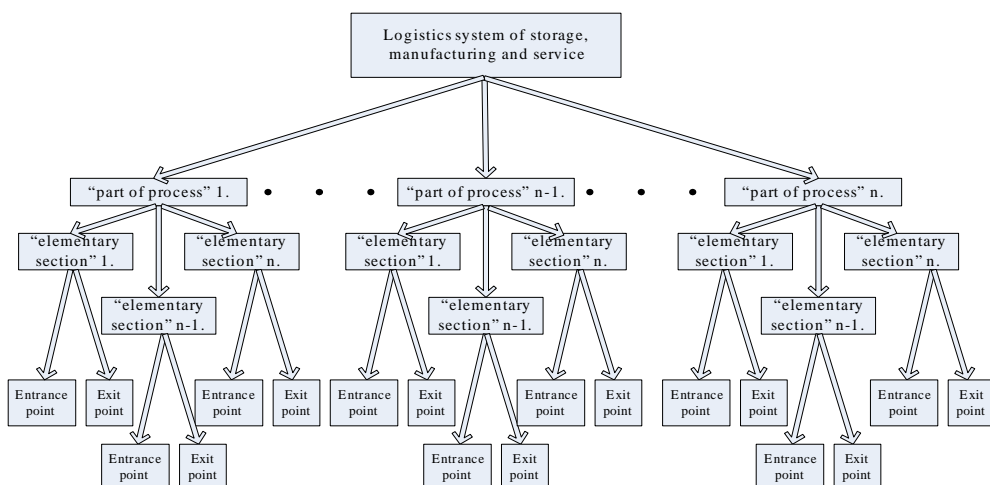 Logistics system of storage,
manufacturing and service
“part of process” 1.
“part of process” n-1.
“part of process” n.
“elementary
section” 1.
“elementary
section” n.
“elementary
section” 1.
“elementary
section” n.
“elementary
section” 1.
“elementary
section” n.
“elementary
section” n-1.
“elementary
section” n-1.
“elementary
section” n-1.
Entrance
point
Exit
point
Entrance
point
Exit
point
Entrance
point
Exit
point
Entrance
point
Exit
point
Entrance
point
Exit
point
Entrance
point
Exit
point
Entrance
point
Exit
point
Entrance
point
Exit
point
Entrance
point
Exit
point